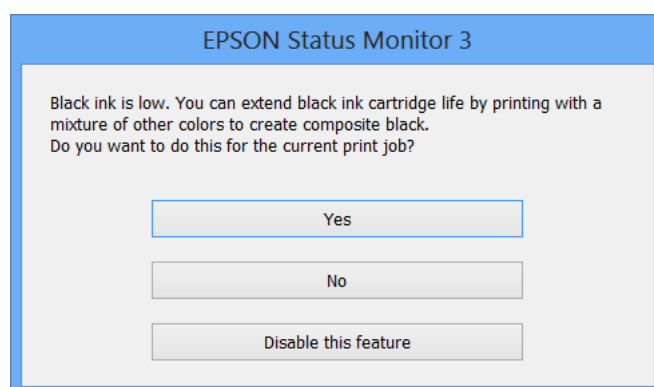 EPSON Status Monitor 3
Black ink is low. You can extend black ink cartridge life by printing with a
mixture of other colors to create composite black.
Do you want to do this for the current print job?
Yes
No
Disable this feature